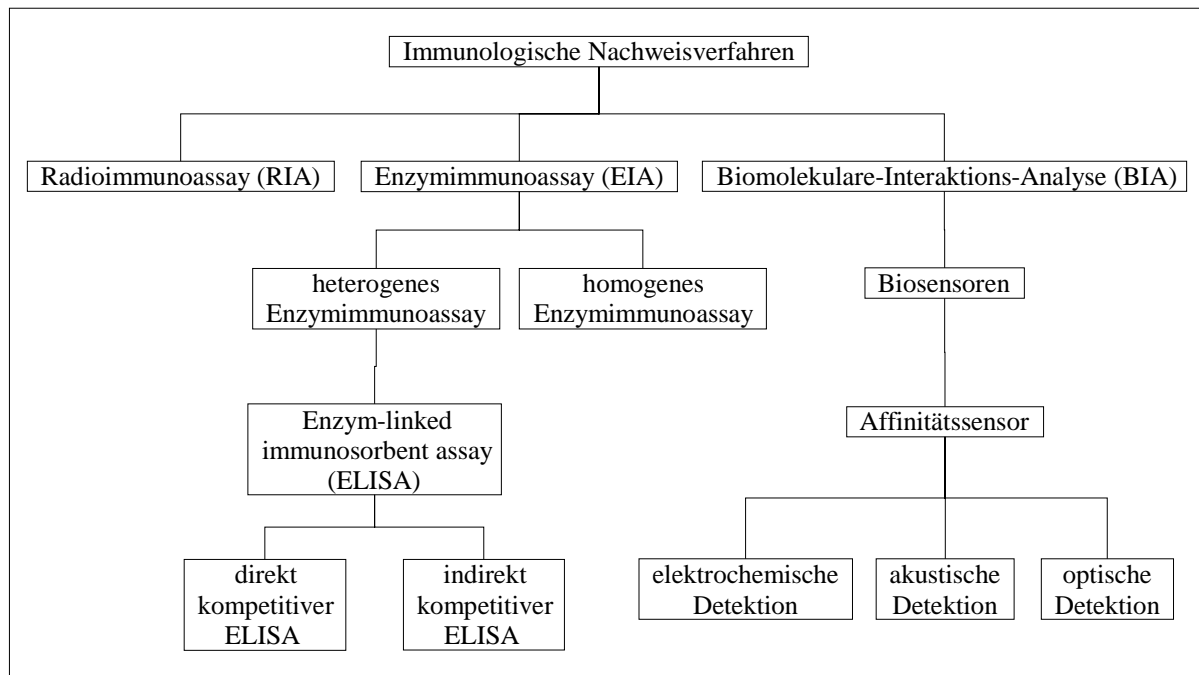 Immunologische Nachweisverfahren
Radioimmunoassay (RIA)
Enzymimmunoassay (EIA)
Biomolekulare-Interaktions-Analyse (BIA)
heterogenes
Enzymimmunoassay
homogenes
Enzymimmunoassay
Biosensoren
Enzym-linked
immunosorbent assay
(ELISA)
Affinitätssensor
direkt
kompetitiver
ELISA
indirekt
kompetitiver
ELISA
elektrochemische
Detektion
akustische
Detektion
optische
Detektion